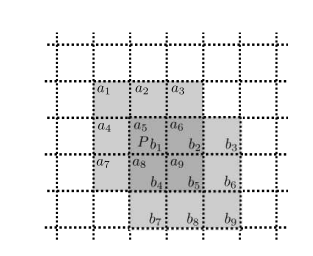 a₁ a₂ a₃
a₄ a₅ a₆
P b₁ b₂ b₃
a₇ a₈ a₉
b₄ b₅ b₆
b₇ b₈ b₉